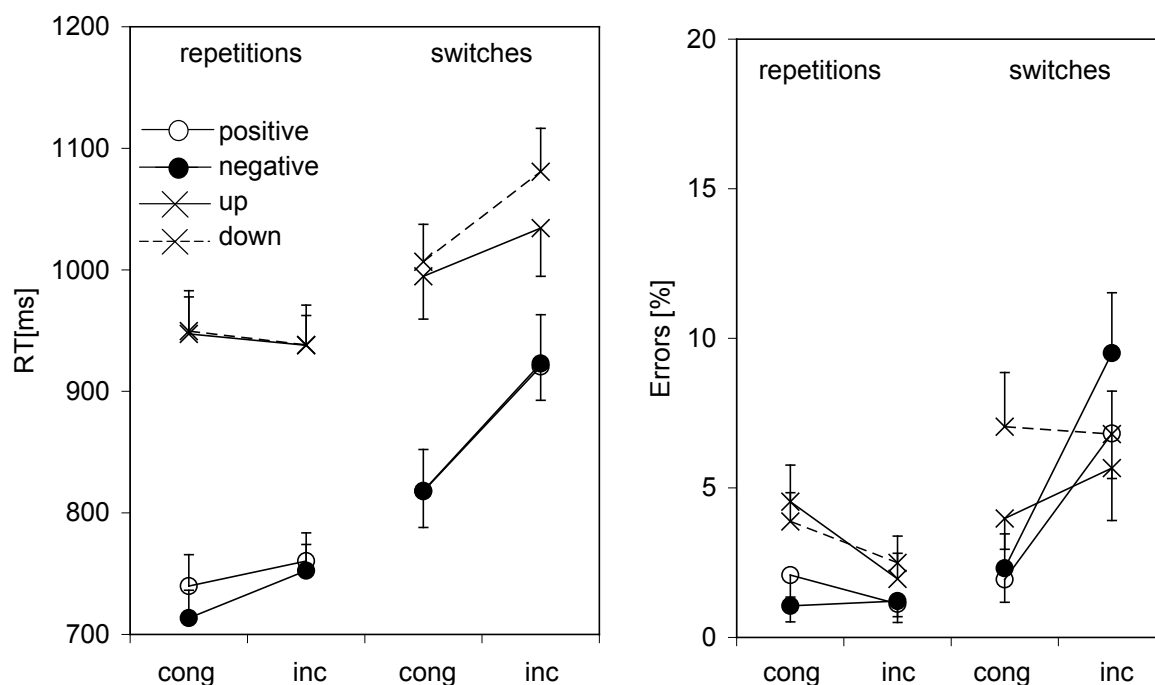 1200
repetitions
switches
positive
negative
up
down
1100
1000
900
800
700
RT[ms]
cong
inc
cong
inc
20
repetitions
switches
15
10
5
0
Errors [%]
cong
inc
cong
inc